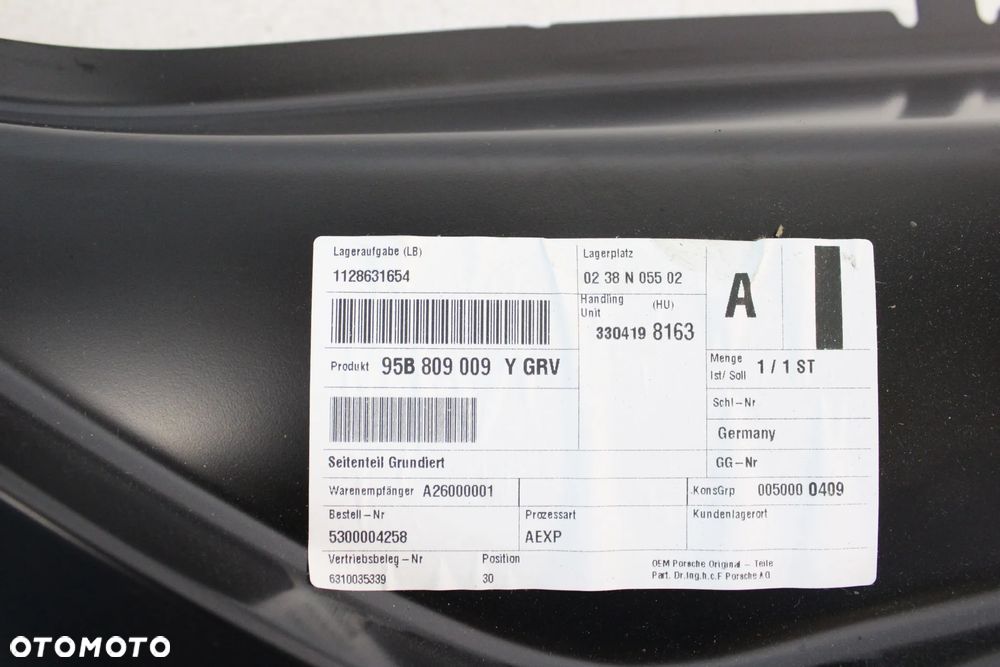 Lageraufgabe (LB)
1128631654
Lagerplatz
02 38 N 055 02
Handling Unit (HU)
330419 8163
A
Produkt 95B 809 009 Y GRV
Menge
Ist/ Soll 1 / 1 ST
Schl-Nr
Germany
Seitenteil Grundiert
GG-Nr
Warenempfänger A26000001
KonsGrp 005000 0409
Bestell-Nr
5300004258
Prozessart
AEXP
Kundenlagerort
Vertriebsbeleg-Nr
6310035339
Position
30
OEM Porsche Original - Teile
Part. Dr.Ing.h.c.F Porsche AG
OTOMOTO